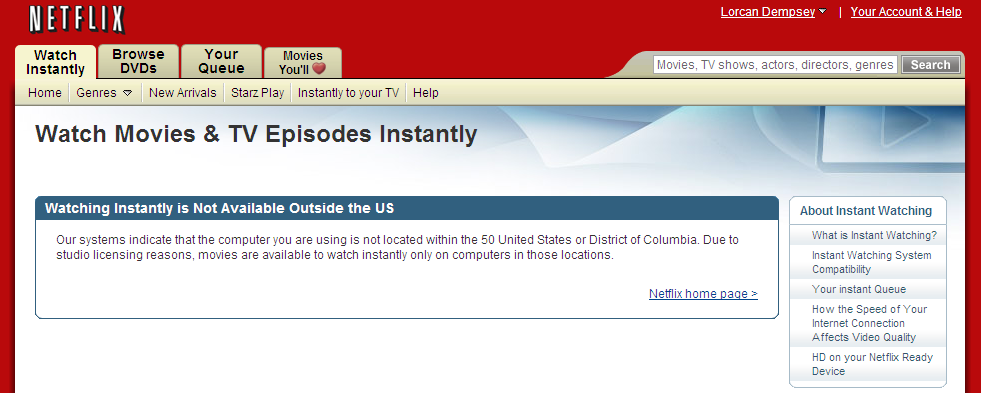 NETFLIX
Lorcan Dempsey | Your Account & Help
Watch Instantly
Browse DVDs
Your Queue
Movies You'll
Movies, TV shows, actors, directors, genres Search
Home Genres New Arrivals Starz Play Instantly to your TV Help
Watch Movies & TV Episodes Instantly
Watching Instantly is Not Available Outside the US
Our systems indicate that the computer you are using is not located within the 50 United States or District of Columbia. Due to
studio licensing reasons, movies are available to watch instantly only on computers in those locations.
Netflix home page >
About Instant Watching
What is Instant Watching?
Instant Watching System
Compatibility
Your instant Queue
How the Speed of Your
Internet Connection
Affects Video Quality
HD on your Netflix Ready
Device